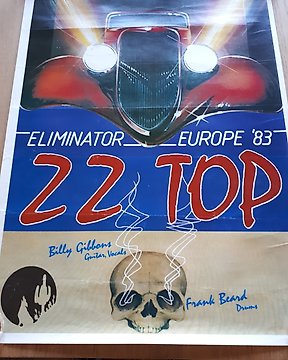 ELIMINATOR EUROPE '83
ZZ TOP
Billy Gibbons
Guitar, Vocals
Frank Beard
Drums